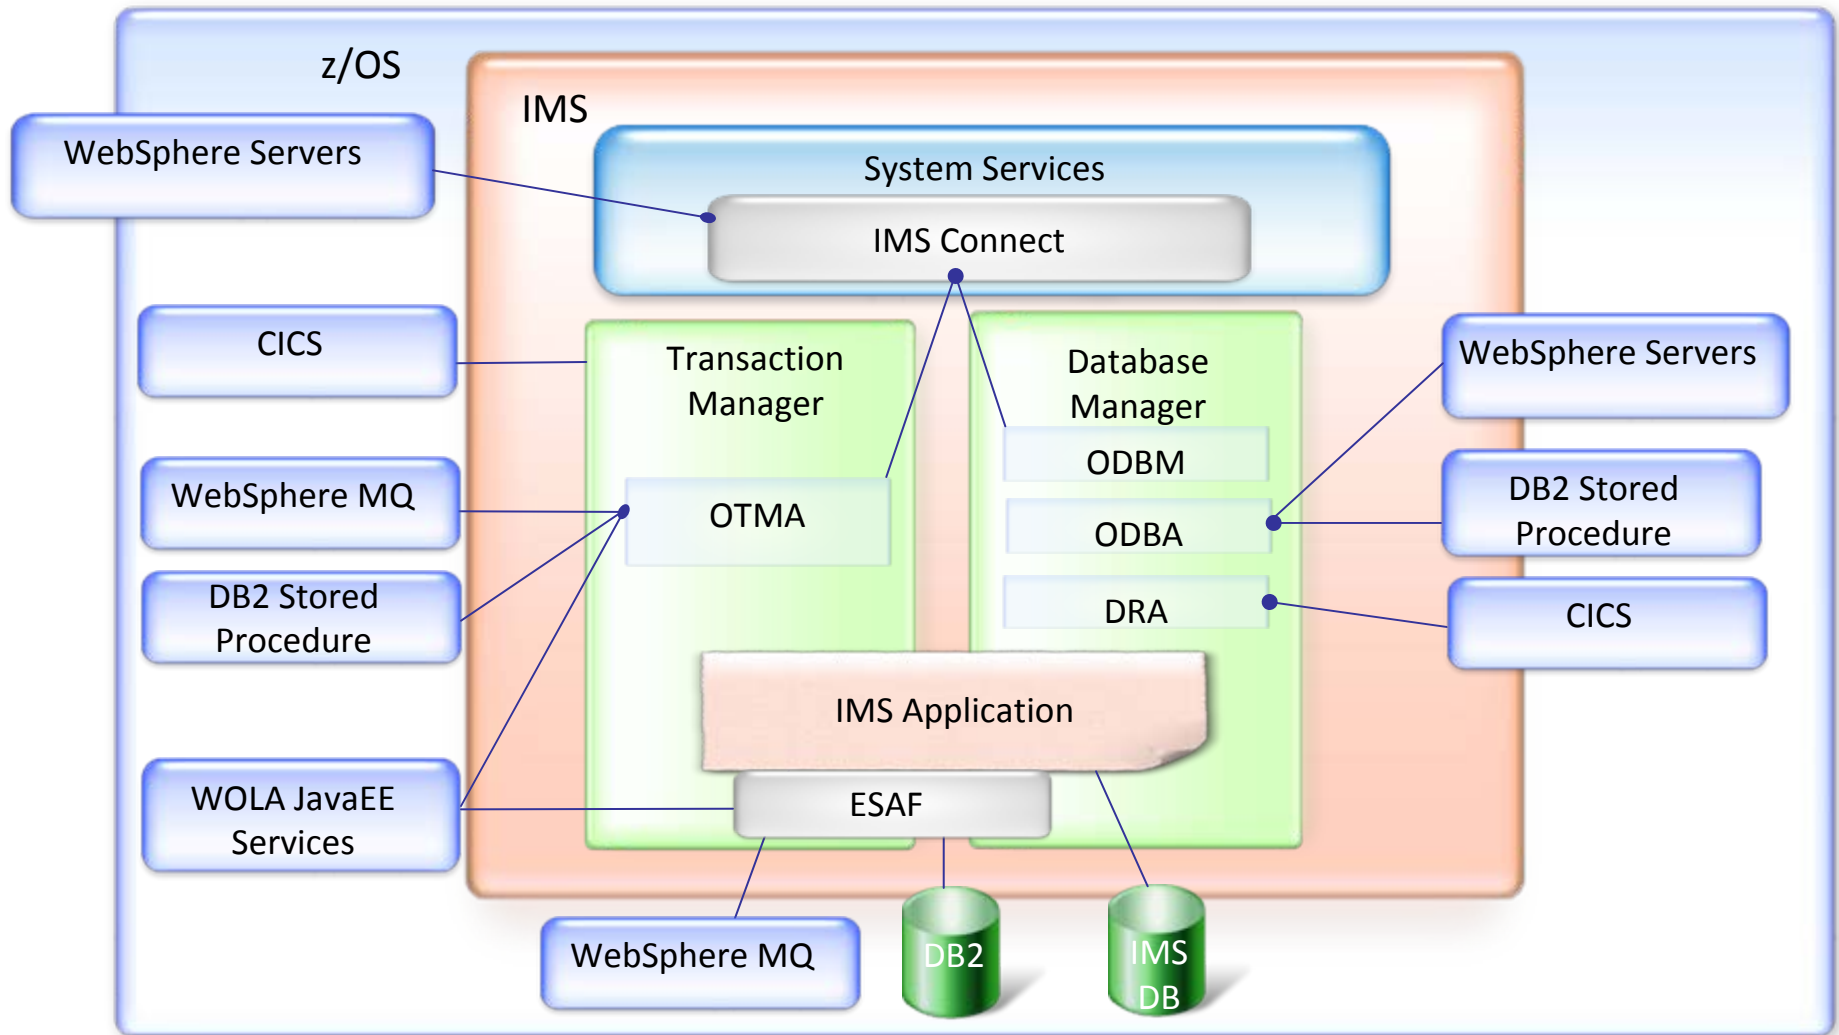 z/OS
IMS
WebSphere Servers
System Services
IMS Connect
CICS
Transaction
Manager
Database
Manager
WebSphere Servers
ODBM
WebSphere MQ
OTMA
ODBA
DB2 Stored
Procedure
DB2 Stored
Procedure
DRA
CICS
IMS Application
WOLA JavaEE
Services
ESAF
WebSphere MQ
DB2
IMS
DB